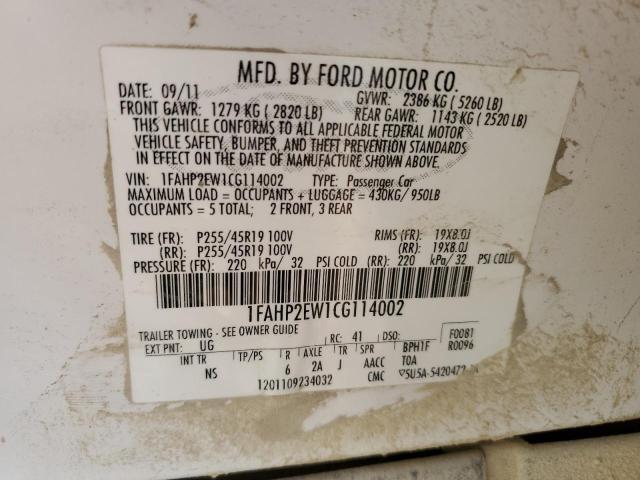 MFD. BY FORD MOTOR CO.
DATE: 09/11 GVWR: 2386 KG ( 5260 LB)
FRONT GAWR: 1279 KG ( 2820 LB) REAR GAWR: 1143 KG ( 2520 LB)
THIS VEHICLE CONFORMS TO ALL APPLICABLE FEDERAL MOTOR
VEHICLE SAFETY, BUMPER, AND THEFT PREVENTION STANDARDS
IN EFFECT ON THE DATE OF MANUFACTURE SHOWN ABOVE.
VIN: 1FAHP2EW1CG114002 TYPE: Passenger Car
MAXIMUM LOAD = OCCUPANTS + LUGGAGE = 430KG/ 950LB
OCCUPANTS = 5 TOTAL; 2 FRONT, 3 REAR
TIRE (FR): P255/45R19 100V RIMS (FR): 19X8.0J
(RR): P255/45R19 100V (RR): 19X8.0J
PRESSURE (FR): 220 kPa/ 32 PSI COLD (RR): 220 kPa/ 32 PSI COLD
1FAHP2EW1CG114002
TRAILER TOWING - SEE OWNER GUIDE
EXT PNT: UG RC: 41 DSO: F0081
INT TR TP/PS R AXLE TR SPR BPH1F R0096
NS 6 2A J AACC TOA
1201109234032 CMC 5U5A-5420472